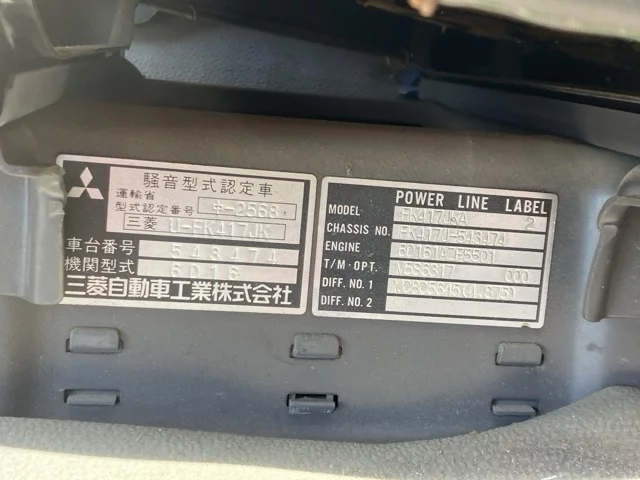 騒音型式認定車
運輸省
型式認定番号 中-2568
三菱 U-FK417JK
車台番号 543474
機関型式 6D16
三菱自動車工業株式会社
POWER LINE LABEL
MODEL FK417JKA 2
CHASSIS NO. FK417J-543474
ENGINE
T/M·OPT. 000
DIFF. NO. 1
DIFF. NO. 2